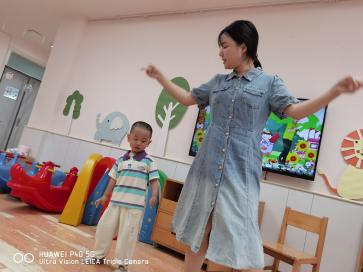 HUAWEI P40 5G
Ultra Vision LEICA Triple Camera